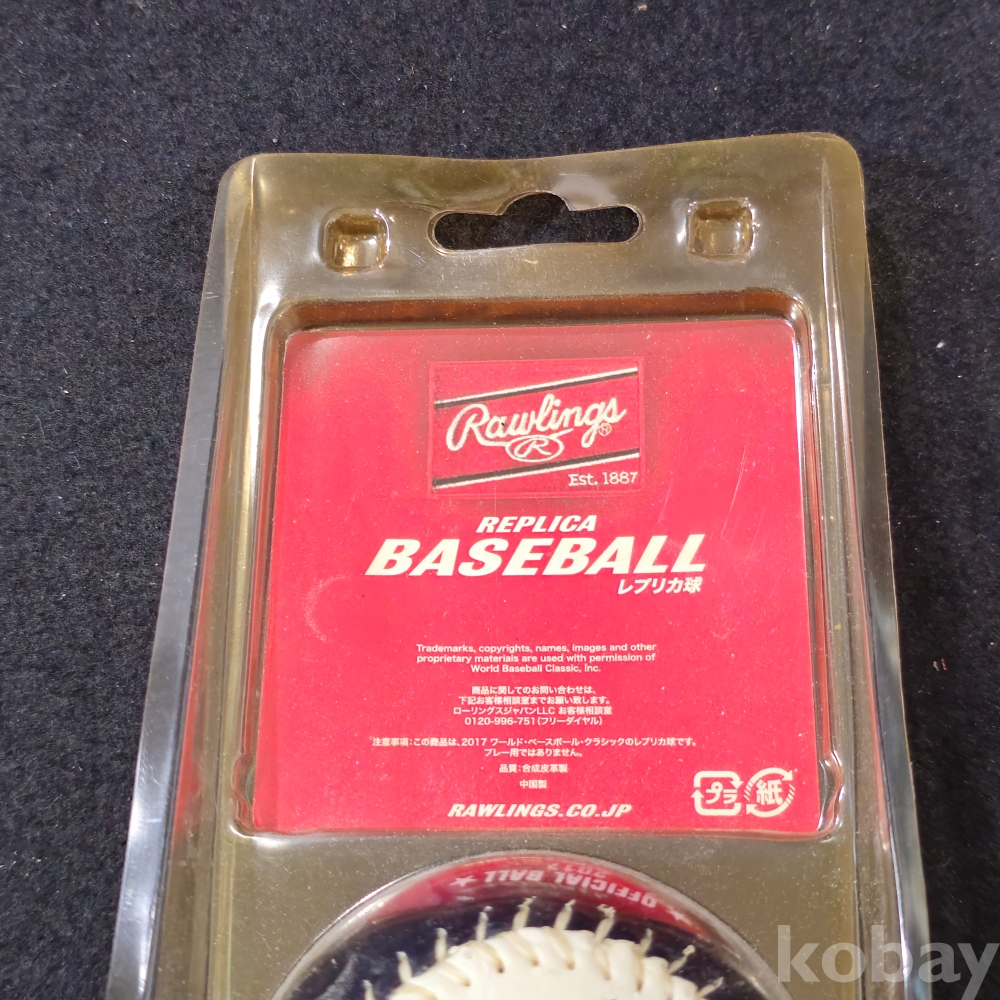 Rawlings®
R
Est. 1887
REPLICA
BASEBALL
レプリカ球
Trademarks, copyrights, names, images and other
proprietary materials are used with permission of
World Baseball Classic, Inc.
商品に関してのお問い合わせは、
下記お客様相談室までお願い致します。
ローリングスジャパンLLC お客様相談室
0120-996-751(フリーダイヤル)
注意事項:この商品は、2017 ワールド・ベースボール・クラシックのレプリカ球です。
プレー用ではありません。
品質:合成皮革製
中国製
プラ
紙
RAWLINGS.CO.JP
★ OFFICIAL BALL ★
2017
kobay